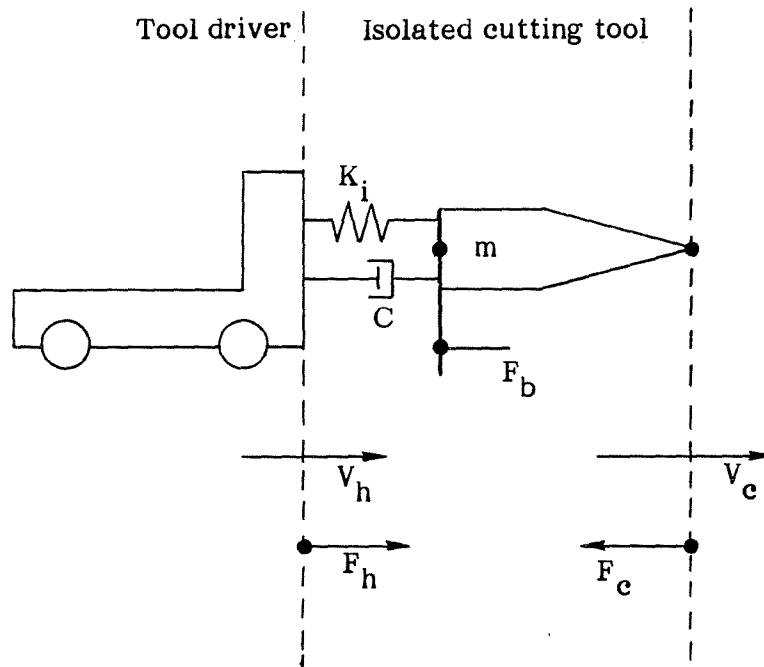 Tool driver
Isolated cutting tool
K_i
m
C
F_b
V_h
V_c
F_h
F_c